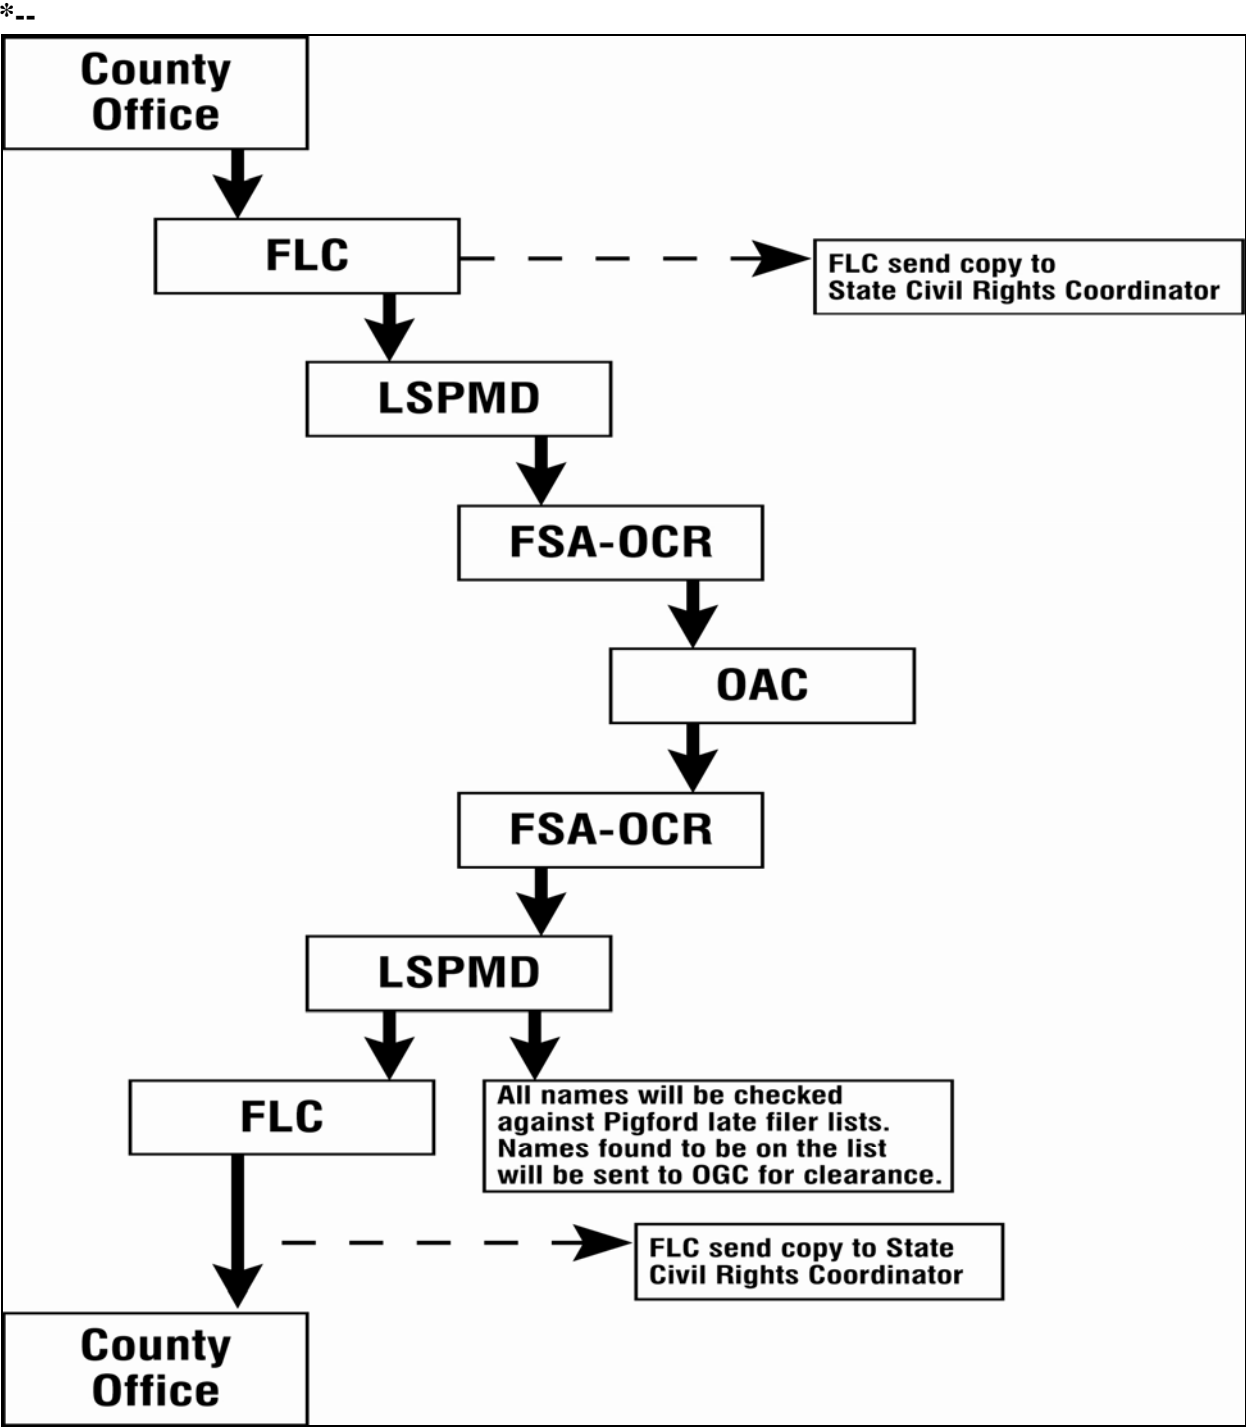 *--
County
Office
FLC
FLC send copy to
State Civil Rights Coordinator
LSPMD
FSA-OCR
OAC
FSA-OCR
LSPMD
FLC
All names will be checked
against Pigford late filer lists.
Names found to be on the list
will be sent to OGC for clearance.
FLC send copy to State
Civil Rights Coordinator
County
Office